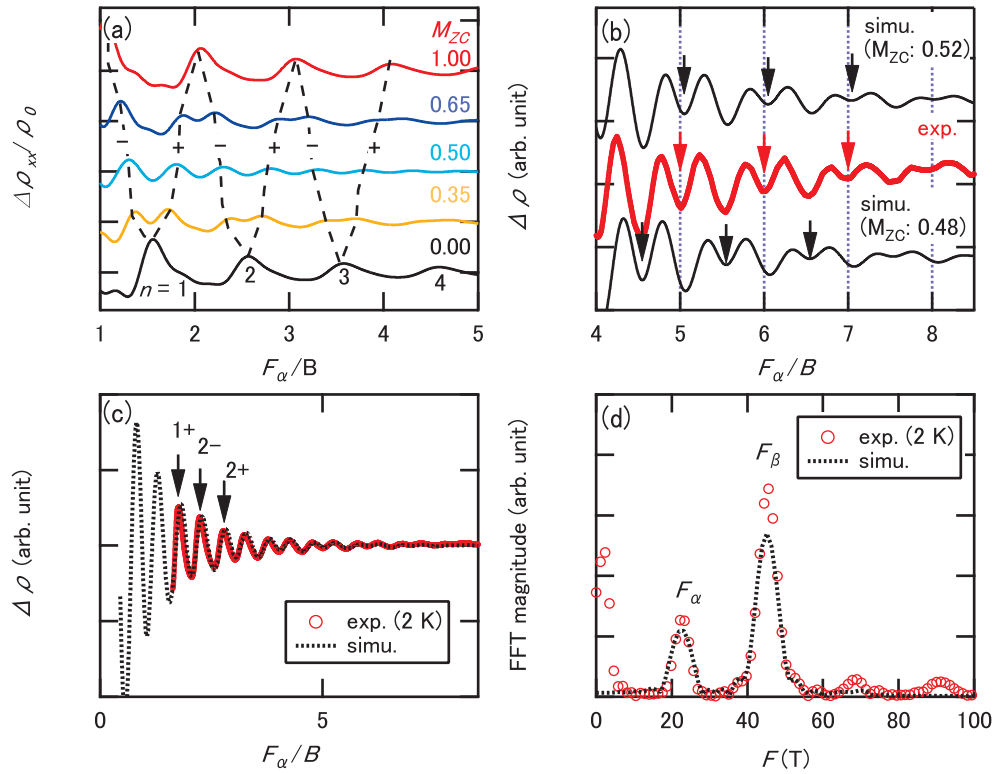 (a)
M_ZC
1.00
0.65
− + − + − +
0.50
0.35
0.00
n = 1 2 3 4
Δρ_xx/ρ_0
1 2 3 4 5
F_α/B
(b)
simu.
(M_ZC: 0.52)
exp.
simu.
(M_ZC: 0.48)
Δρ (arb. unit)
4 5 6 7 8
F_α/B
(c)
1+
2−
2+
exp. (2 K)
simu.
Δρ (arb. unit)
0 5
F_α/B
(d)
exp. (2 K)
simu.
F_β
F_α
FFT magnitude (arb. unit)
0 20 40 60 80 100
F(T)